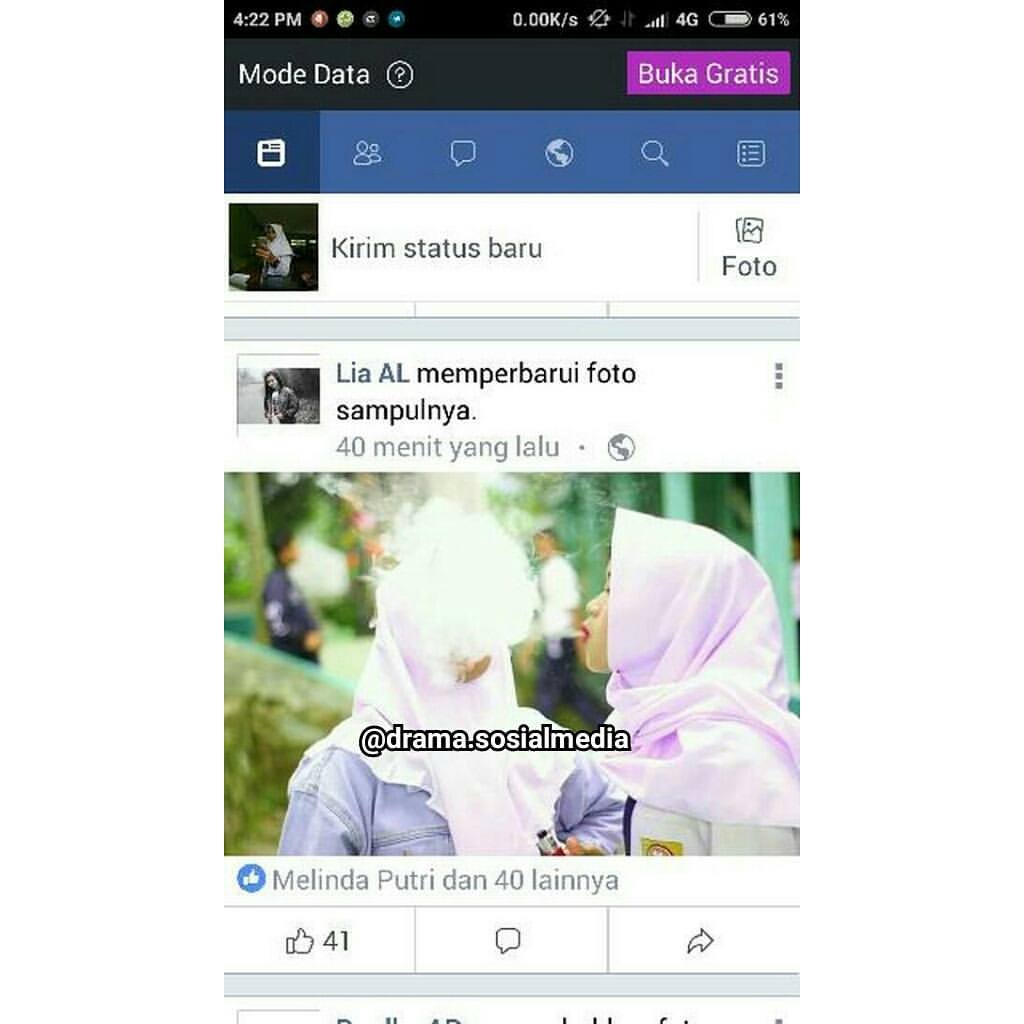 4:22 PM 0.00K/s 4G 61%
Mode Data ? Buka Gratis
Kirim status baru
Foto
Lia AL memperbarui foto
sampulnya.
40 menit yang lalu ·
@drama.sosialmedia
Melinda Putri dan 40 lainnya
41